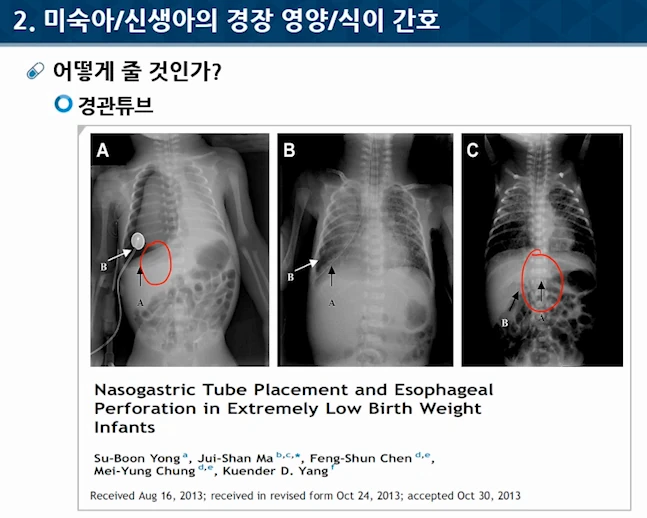 2. 미숙아/신생아의 경장 영양/식이 간호
어떻게 줄 것인가?
경관튜브
A B C
B
A
B
A
B
A
Nasogastric Tube Placement and Esophageal
Perforation in Extremely Low Birth Weight
Infants
Su-Boon Yong a, Jui-Shan Ma b,c,*, Feng-Shun Chen d,e,
Mei-Yung Chung d,e, Kuender D. Yang f
Received Aug 16, 2013; received in revised form Oct 24, 2013; accepted Oct 30, 2013